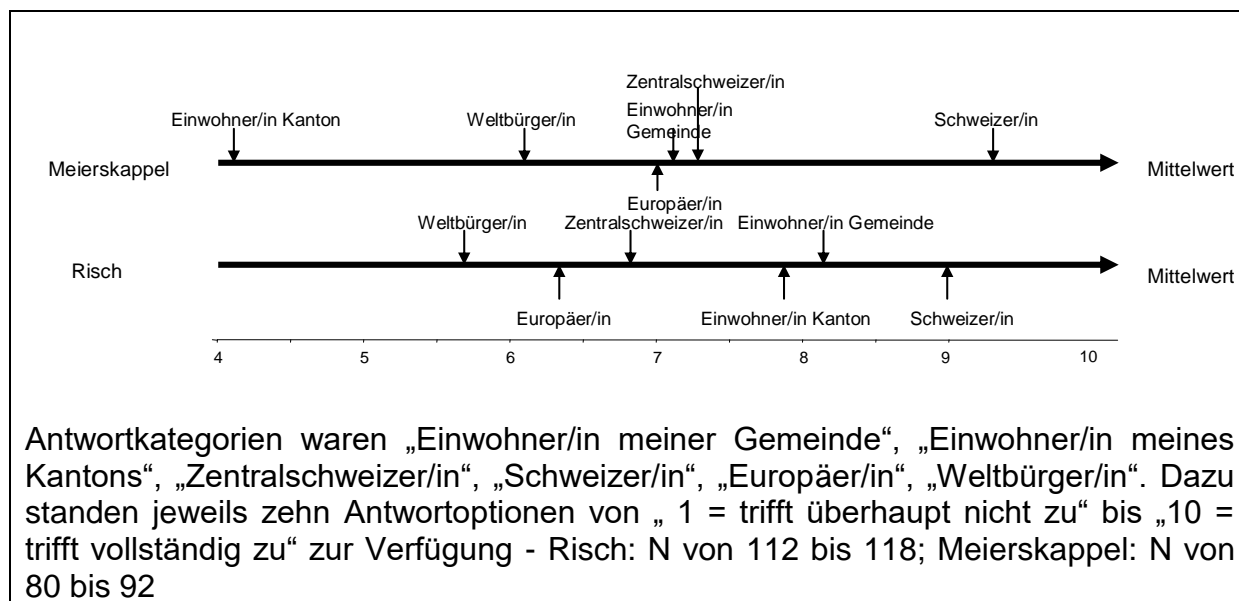 Zentralschweizer/in
Einwohner/in Kanton Weltbürger/in Einwohner/in Schweizer/in
Gemeinde
Meierskappel Mittelwert
Europäer/in
Weltbürger/in Zentralschweizer/in Einwohner/in Gemeinde
Risch Mittelwert
Europäer/in Einwohner/in Kanton Schweizer/in
4 5 6 7 8 9 10
Antwortkategorien waren „Einwohner/in meiner Gemeinde“, „Einwohner/in meines
Kantons“, „Zentralschweizer/in“, „Schweizer/in“, „Europäer/in“, „Weltbürger/in“. Dazu
standen jeweils zehn Antwortoptionen von „ 1 = trifft überhaupt nicht zu“ bis „10 =
trifft vollständig zu“ zur Verfügung - Risch: N von 112 bis 118; Meierskappel: N von
80 bis 92